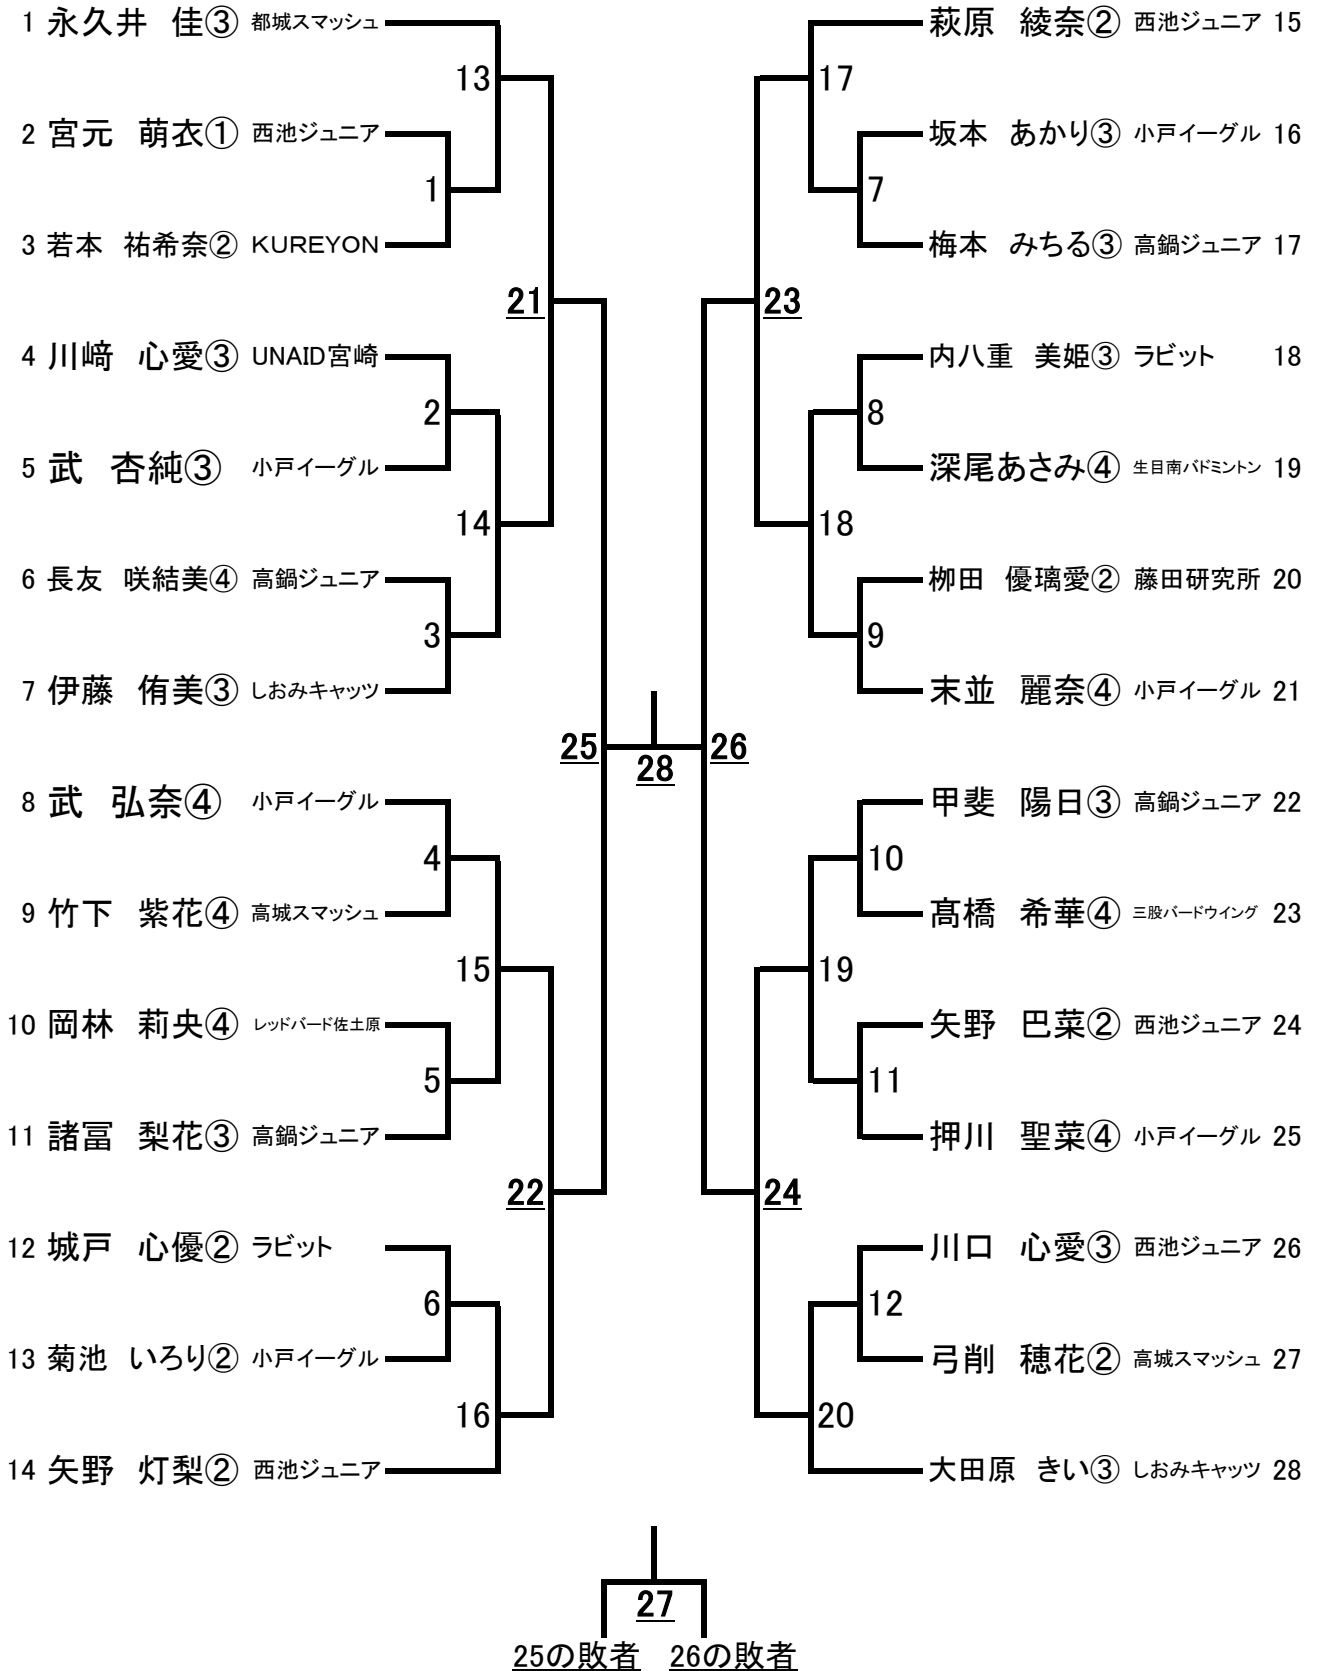 1 永久井 佳③ 都城スマッシュ
13
2 宮元 萌衣① 西池ジュニア
1
3 若本 祐希奈② KUREYON
21
4 川﨑 心愛③ UNAID宮崎
2
5 武 杏純③ 小戸イーグル
14
6 長友 咲結美④ 高鍋ジュニア
3
7 伊藤 侑美③ しおみキャッツ
25
8 武 弘奈④ 小戸イーグル
4
9 竹下 紫花④ 高城スマッシュ
15
10 岡林 莉央④ レッドバード佐土原
5
11 諸冨 梨花③ 高鍋ジュニア
22
12 城戸 心優② ラビット
6
13 菊池 いろり② 小戸イーグル
16
14 矢野 灯梨② 西池ジュニア
28
萩原 綾奈② 西池ジュニア 15
17
坂本 あかり③ 小戸イーグル 16
7
梅本 みちる③ 高鍋ジュニア 17
23
内八重 美姫③ ラビット 18
8
深尾あさみ④ 生目南バドミントン 19
18
栁田 優璃愛② 藤田研究所 20
9
末並 麗奈④ 小戸イーグル 21
26
甲斐 陽日③ 高鍋ジュニア 22
10
髙橋 希華④ 三股バードウイング 23
19
矢野 巴菜② 西池ジュニア 24
11
押川 聖菜④ 小戸イーグル 25
24
川口 心愛③ 西池ジュニア 26
12
弓削 穂花② 高城スマッシュ 27
20
大田原 きい③ しおみキャッツ 28
27
25の敗者 26の敗者